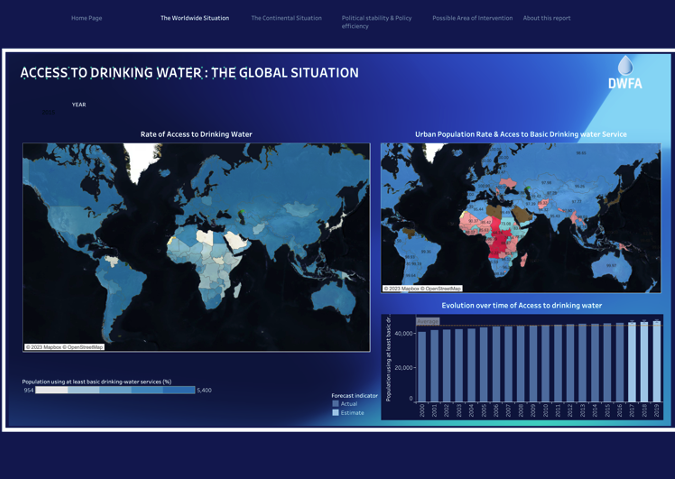 Home Page
The Worldwide Situation
The Continental Situation
Political stability & Policy
efficiency
Possible Area of Intervention
About this report
ACCESS TO DRINKING WATER : THE GLOBAL SITUATION
DWFA
YEAR
Rate of Access to Drinking Water
Urban Population Rate & Acces to Basic Drinking water Service
© 2023 Mapbox © OpenStreetMap
© 2023 Mapbox © OpenStreetMap
Evolution over time of Access to drinking water
Population using at least basic dr..
Average
40,000
20,000
0
2000
2001
2002
2003
2004
2005
2006
2007
2008
2009
2010
2011
2012
2013
2014
2015
2016
2017
2018
2019
Population using at least basic drinking-water services (%)
954
5,400
Forecast indicator
Actual
Estimate